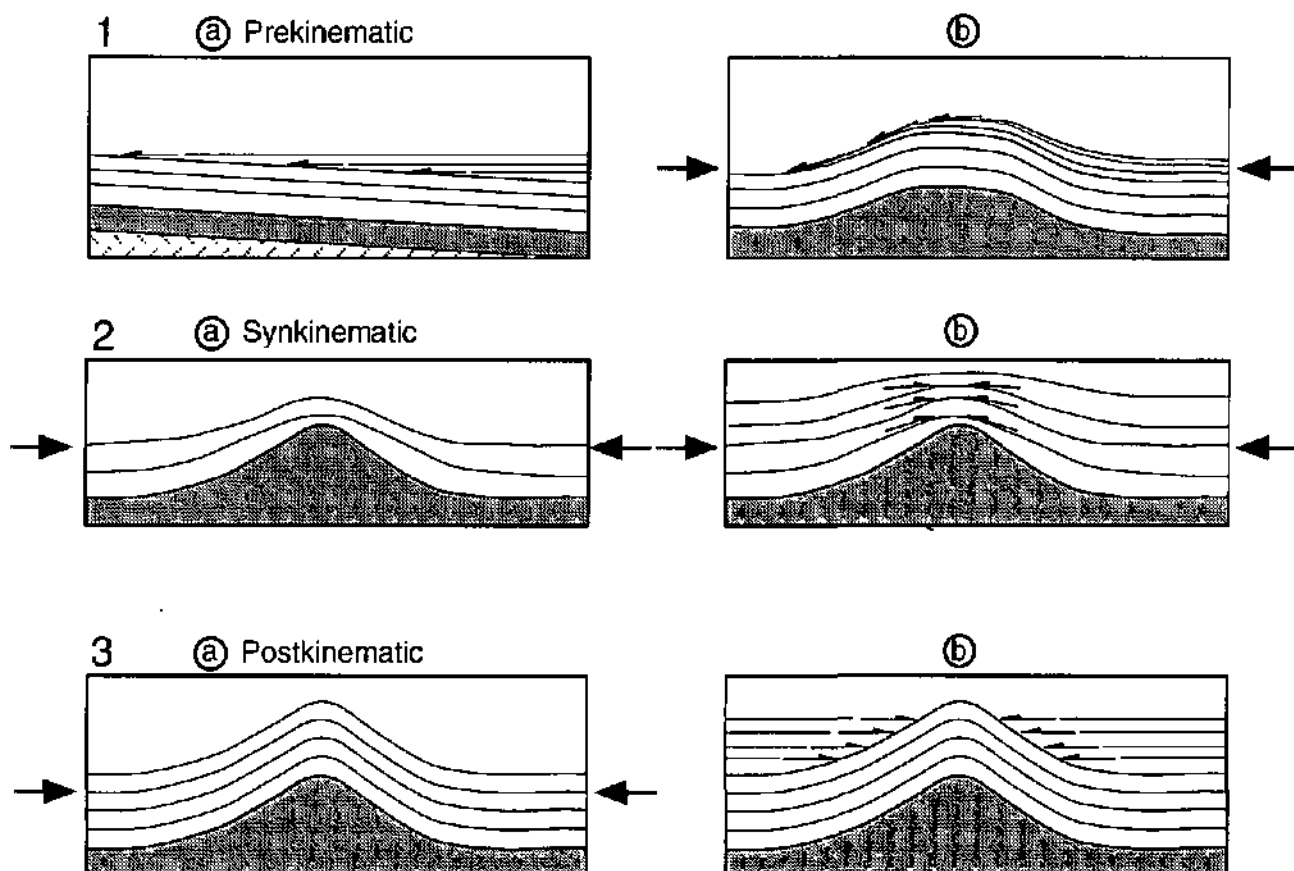 1 ⓐ Prekinematic ⓑ
2 ⓐ Synkinematic ⓑ
3 ⓐ Postkinematic ⓑ